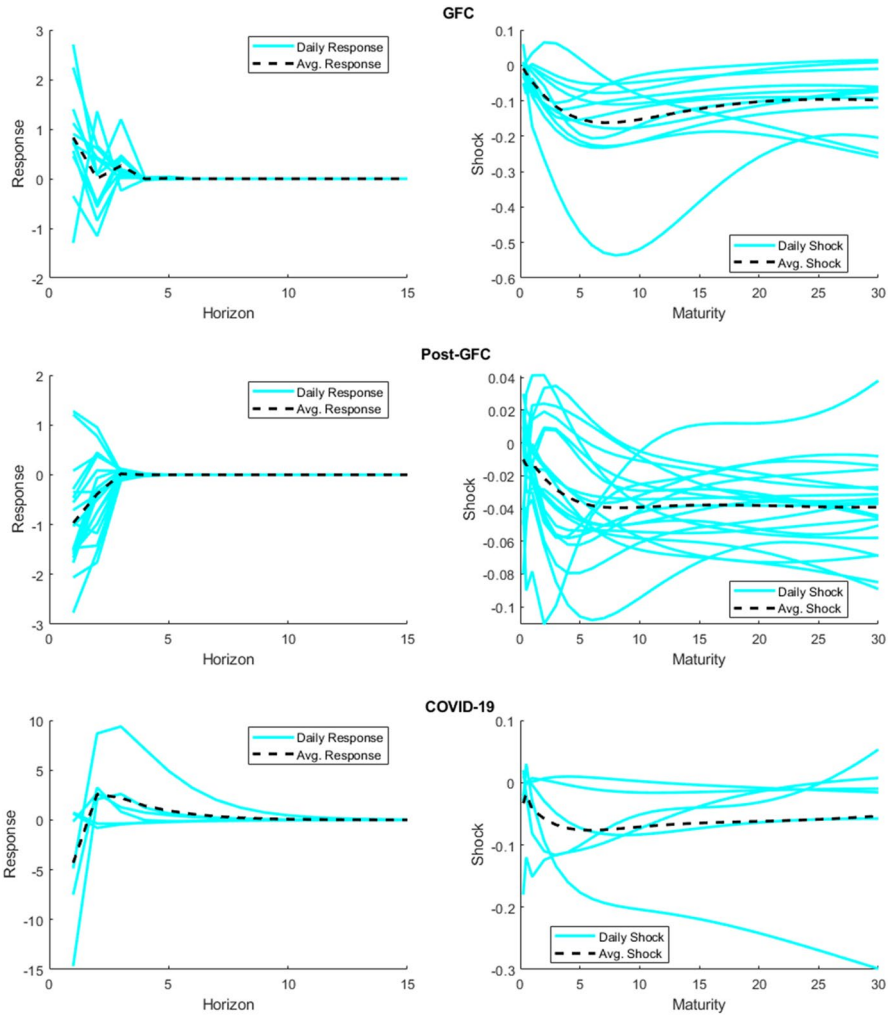 GFC
3
2
1
0
-1
-2
0
5
10
15
Response
Horizon
Daily Response
Avg. Response
0.1
0
-0.1
-0.2
-0.3
-0.4
-0.5
-0.6
0
5
10
15
20
25
30
Shock
Maturity
Daily Shock
Avg. Shock
Post-GFC
2
1
0
-1
-2
-3
0
5
10
15
Response
Horizon
Daily Response
Avg. Response
0.04
0.02
0
-0.02
-0.04
-0.06
-0.08
-0.1
0
5
10
15
20
25
30
Shock
Maturity
Daily Shock
Avg. Shock
COVID-19
10
5
0
-5
-10
-15
0
5
10
15
Response
Horizon
Daily Response
Avg. Response
0.1
0
-0.1
-0.2
-0.3
0
5
10
15
20
25
30
Shock
Maturity
Daily Shock
Avg. Shock